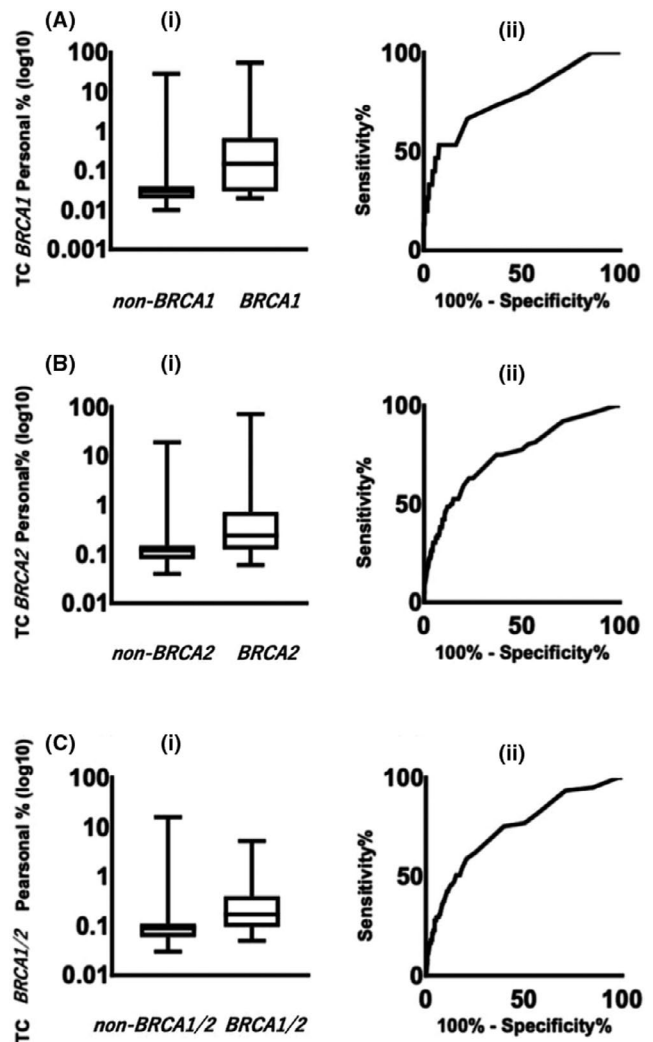 (A) (i) (ii)
TC BRCA1 Personal % (log10)
100
10
1
0.1
0.01
0.001
non-BRCA1 BRCA1
Sensitivity%
100
50
0
0 50 100
100% - Specificity%
(B) (i) (ii)
TC BRCA2 Personal% (log10)
100
10
1
0.1
0.01
non-BRCA2 BRCA2
Sensitivity%
100
50
0
0 50 100
100% - Specificity%
(C) (i) (ii)
TC BRCA1/2 Pearsonal % (log10)
100
10
1
0.1
0.01
non-BRCA1/2 BRCA1/2
Sensitivity%
100
50
0
0 50 100
100% - Specificity%